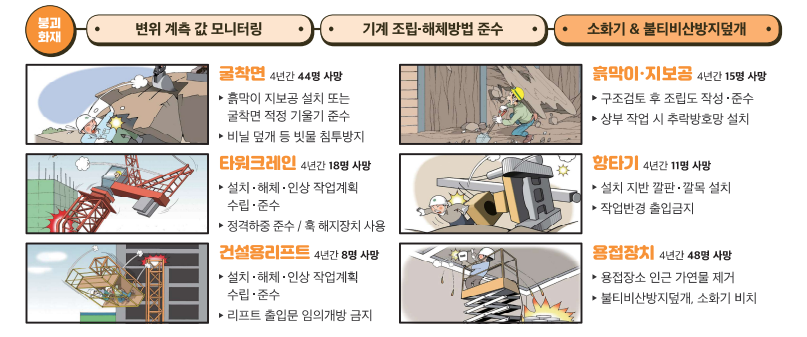 붕괴
화재
변위 계측 값 모니터링
기계 조립·해체방법 준수
소화기 & 불티비산방지덮개
굴착면 4년간 44명 사망
▸ 흙막이 지보공 설치 또는
굴착면 적정 기울기 준수
▸ 비닐 덮개 등 빗물 침투방지
흙막이·지보공 4년간 15명 사망
▸ 구조검토 후 조립도 작성·준수
▸ 상부 작업 시 추락방호망 설치
타워크레인 4년간 18명 사망
▸ 설치·해체·인상 작업계획
수립·준수
▸ 정격하중 준수 / 훅 해지장치 사용
항타기 4년간 11명 사망
▸ 설치 지반 깔판·깔목 설치
▸ 작업반경 출입금지
건설용리프트 4년간 8명 사망
▸ 설치·해체·인상 작업계획
수립·준수
▸ 리프트 출입문 임의개방 금지
용접장치 4년간 48명 사망
▸ 용접장소 인근 가연물 제거
▸ 불티비산방지덮개, 소화기 비치